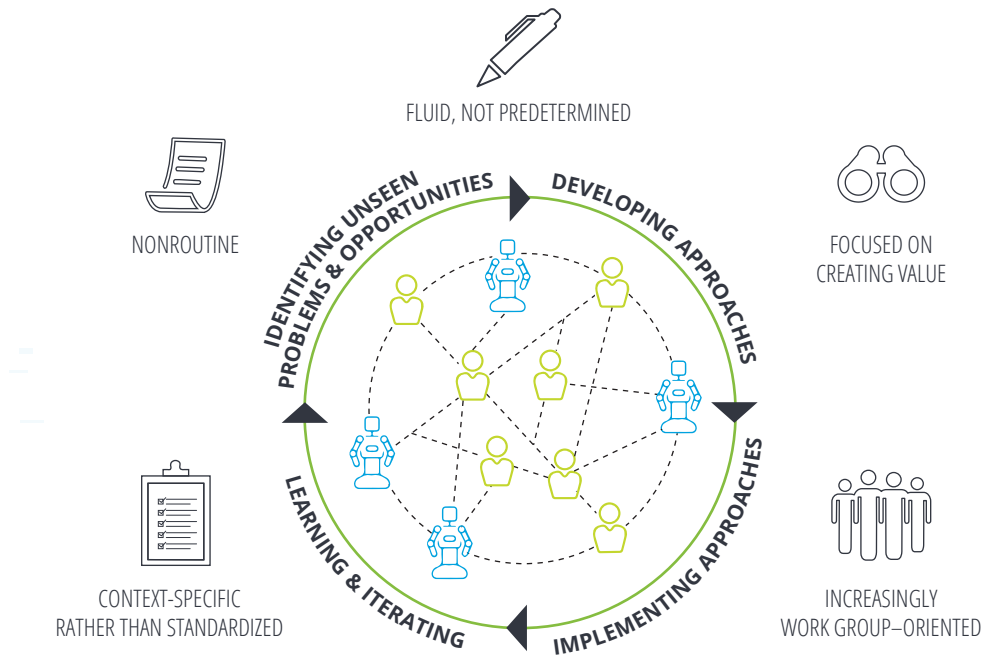 FLUID, NOT PREDETERMINED
NONROUTINE
IDENTIFYING UNSEEN
PROBLEMS & OPPORTUNITIES
DEVELOPING APPROACHES
FOCUSED ON
CREATING VALUE
LEARNING & ITERATING
IMPLEMENTING APPROACHES
CONTEXT-SPECIFIC
RATHER THAN STANDARDIZED
INCREASINGLY
WORK GROUP–ORIENTED